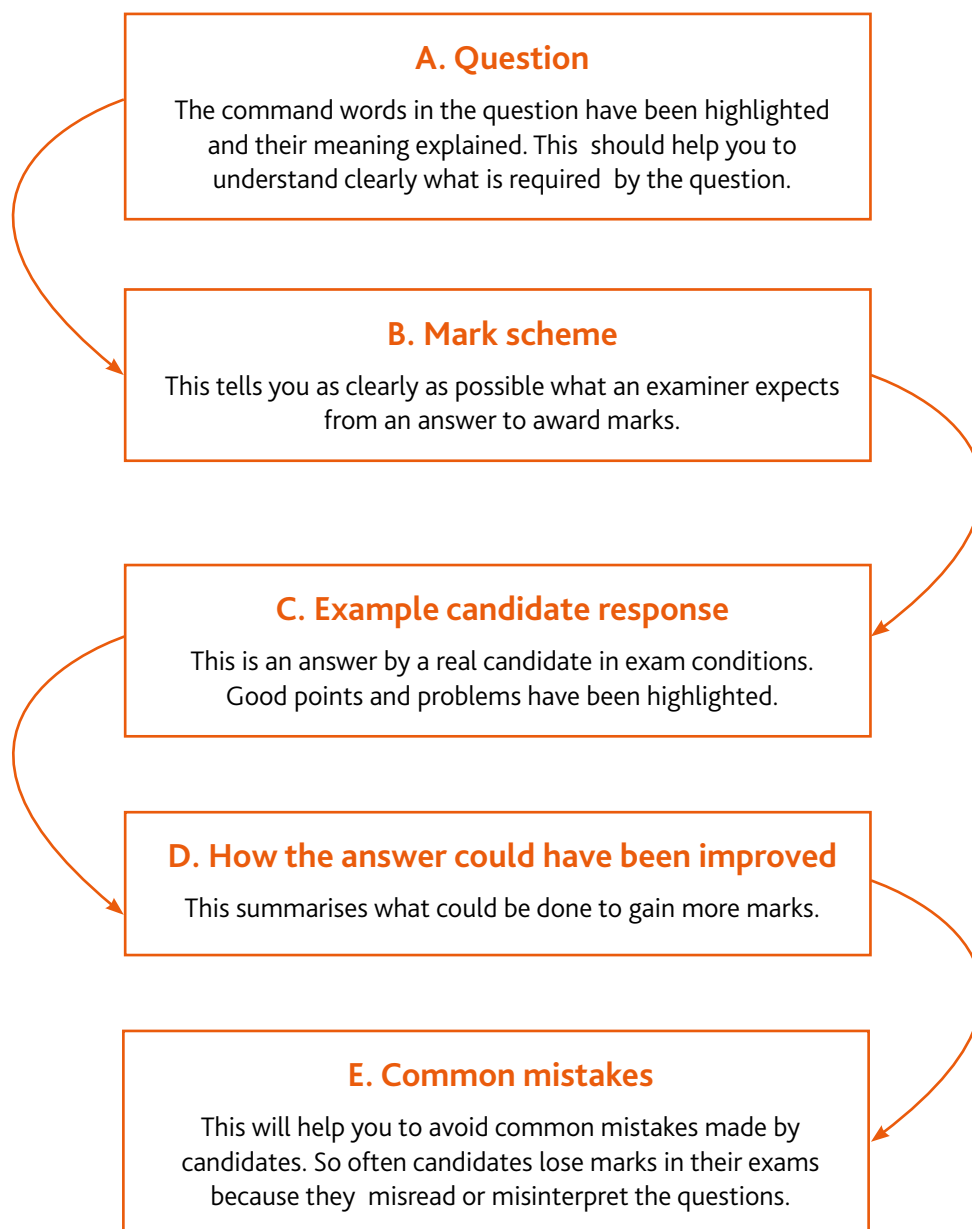 A. Question
The command words in the question have been highlighted
and their meaning explained. This should help you to
understand clearly what is required by the question.
B. Mark scheme
This tells you as clearly as possible what an examiner expects
from an answer to award marks.
C. Example candidate response
This is an answer by a real candidate in exam conditions.
Good points and problems have been highlighted.
D. How the answer could have been improved
This summarises what could be done to gain more marks.
E. Common mistakes
This will help you to avoid common mistakes made by
candidates. So often candidates lose marks in their exams
because they misread or misinterpret the questions.